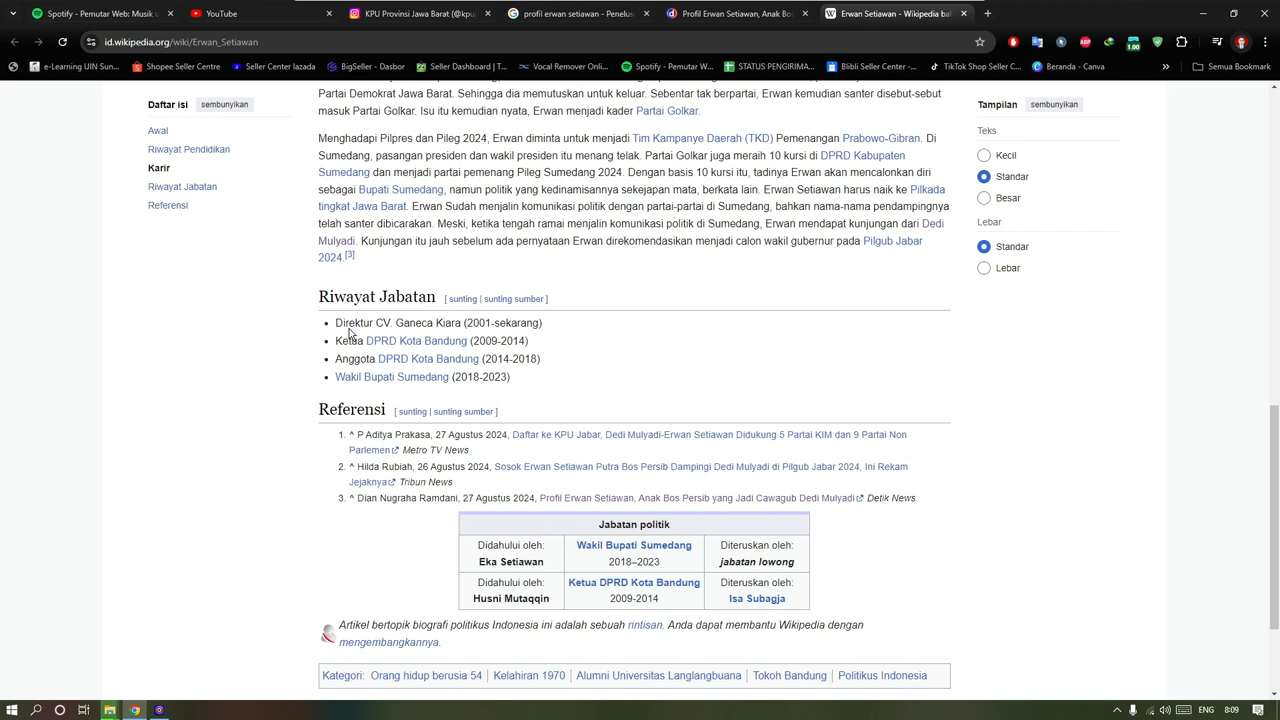 Spotify - Pemutar Web: Musik u
YouTube
KPU Provinsi Jawa Barat (@kpu
profil erwan setiawan - Penelus
Profil Erwan Setiawan, Anak Bos
Erwan Setiawan - Wikipedia bah
id.wikipedia.org/wiki/Erwan_Setiawan
e-Learning UIN Sun...
Shopee Seller Centre
Seller Center lazada
BigSeller - Dasbor
Seller Dashboard | T...
Vocal Remover Onli...
Spotify - Pemutar W...
STATUS PENGIRIMA...
Blibli Seller Center -...
TikTok Shop Seller C...
Beranda - Canva
Semua Bookmark
Daftar isi sembunyikan
Awal
Riwayat Pendidikan
Karir
Riwayat Jabatan
Referensi
Partai Demokrat Jawa Barat. Sehingga dia memutuskan untuk keluar. Sebentar tak berpartai, Erwan kemudian santer disebut-sebut
masuk Partai Golkar. Isu itu kemudian nyata, Erwan menjadi kader Partai Golkar.
Menghadapi Pilpres dan Pileg 2024, Erwan diminta untuk menjadi Tim Kampanye Daerah (TKD) Pemenangan Prabowo-Gibran. Di
Sumedang, pasangan presiden dan wakil presiden itu menang telak. Partai Golkar juga meraih 10 kursi di DPRD Kabupaten
Sumedang dan menjadi partai pemenang Pileg Sumedang 2024. Dengan basis 10 kursi itu, tadinya Erwan akan mencalonkan diri
sebagai Bupati Sumedang, namun politik yang kedinamisannya sekejapan mata, berkata lain. Erwan Setiawan harus naik ke Pilkada
tingkat Jawa Barat. Erwan Sudah menjalin komunikasi politik dengan partai-partai di Sumedang, bahkan nama-nama pendampingnya
telah santer dibicarakan. Meski, ketika tengah ramai menjalin komunikasi politik di Sumedang, Erwan mendapat kunjungan dari Dedi
Mulyadi. Kunjungan itu jauh sebelum ada pernyataan Erwan direkomendasikan menjadi calon wakil gubernur pada Pilgub Jabar
2024.[3]
Riwayat Jabatan [ sunting | sunting sumber ]
• Direktur CV. Ganeca Kiara (2001-sekarang)
• Ketua DPRD Kota Bandung (2009-2014)
• Anggota DPRD Kota Bandung (2014-2018)
• Wakil Bupati Sumedang (2018-2023)
Referensi [ sunting | sunting sumber ]
1. ^ P Aditya Prakasa, 27 Agustus 2024, Daftar ke KPU Jabar, Dedi Mulyadi-Erwan Setiawan Didukung 5 Partai KIM dan 9 Partai Non
Parlemen Metro TV News
2. ^ Hilda Rubiah, 26 Agustus 2024, Sosok Erwan Setiawan Putra Bos Persib Dampingi Dedi Mulyadi di Pilgub Jabar 2024, Ini Rekam
Jejaknya Tribun News
3. ^ Dian Nugraha Ramdani, 27 Agustus 2024, Profil Erwan Setiawan, Anak Bos Persib yang Jadi Cawagub Dedi Mulyadi Detik News
Jabatan politik
Didahului oleh: Wakil Bupati Sumedang Diteruskan oleh:
Eka Setiawan 2018–2023 jabatan lowong
Didahului oleh: Ketua DPRD Kota Bandung Diteruskan oleh:
Husni Mutaqqin 2009-2014 Isa Subagja
Artikel bertopik biografi politikus Indonesia ini adalah sebuah rintisan. Anda dapat membantu Wikipedia dengan
mengembangkannya.
Kategori: Orang hidup berusia 54 | Kelahiran 1970 | Alumni Universitas Langlangbuana | Tokoh Bandung | Politikus Indonesia
Tampilan sembunyikan
Teks
Kecil
Standar
Besar
Lebar
Standar
Lebar
ENG
8:09